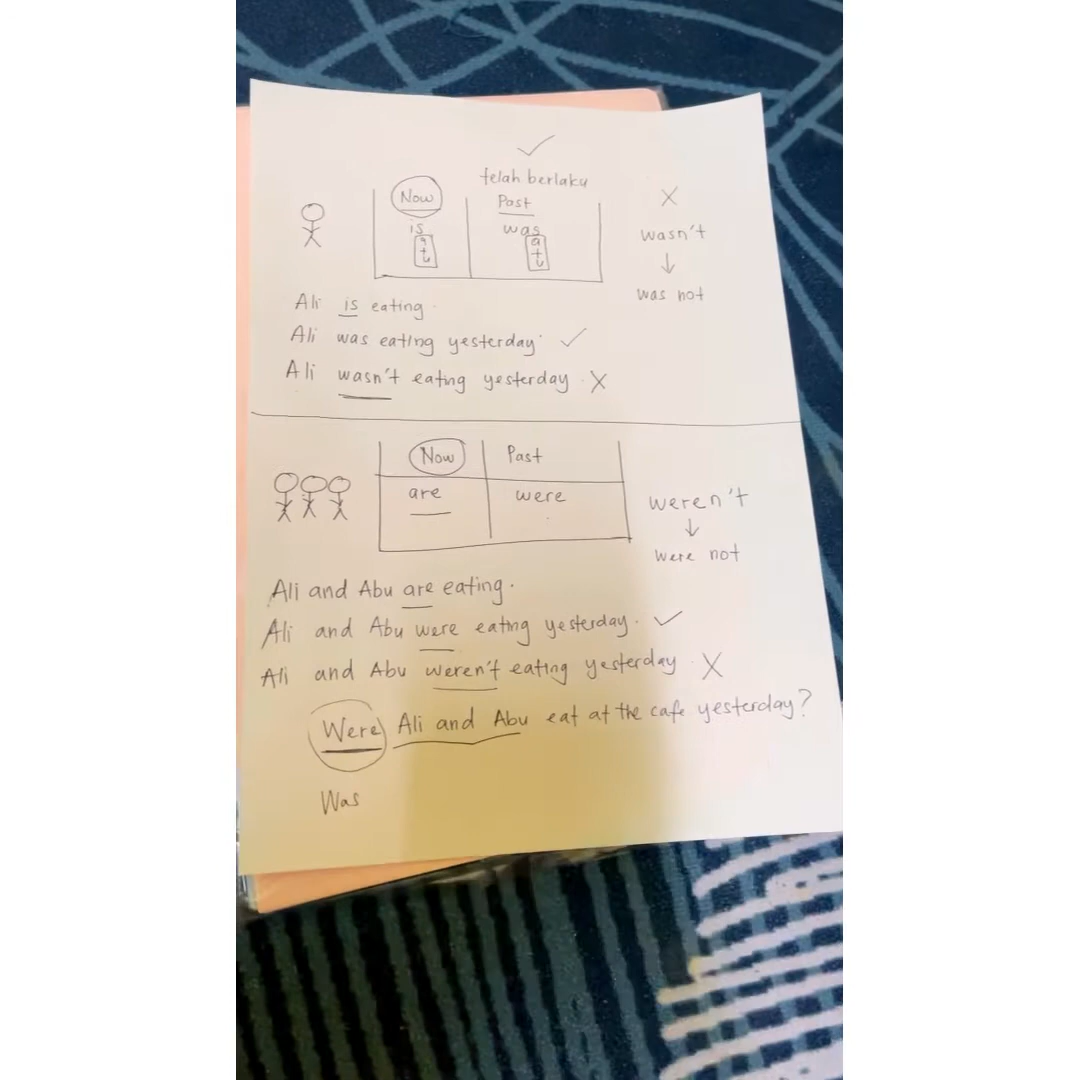 telah berlaku
Now Past
is was wasn't
atu atu
was not
Ali is eating.
Ali was eating yesterday.
Ali wasn't eating yesterday.
Now Past
are were weren't
were not
Ali and Abu are eating.
Ali and Abu were eating yesterday.
Ali and Abu weren't eating yesterday.
Were Ali and Abu eat at the cafe yesterday?
Was